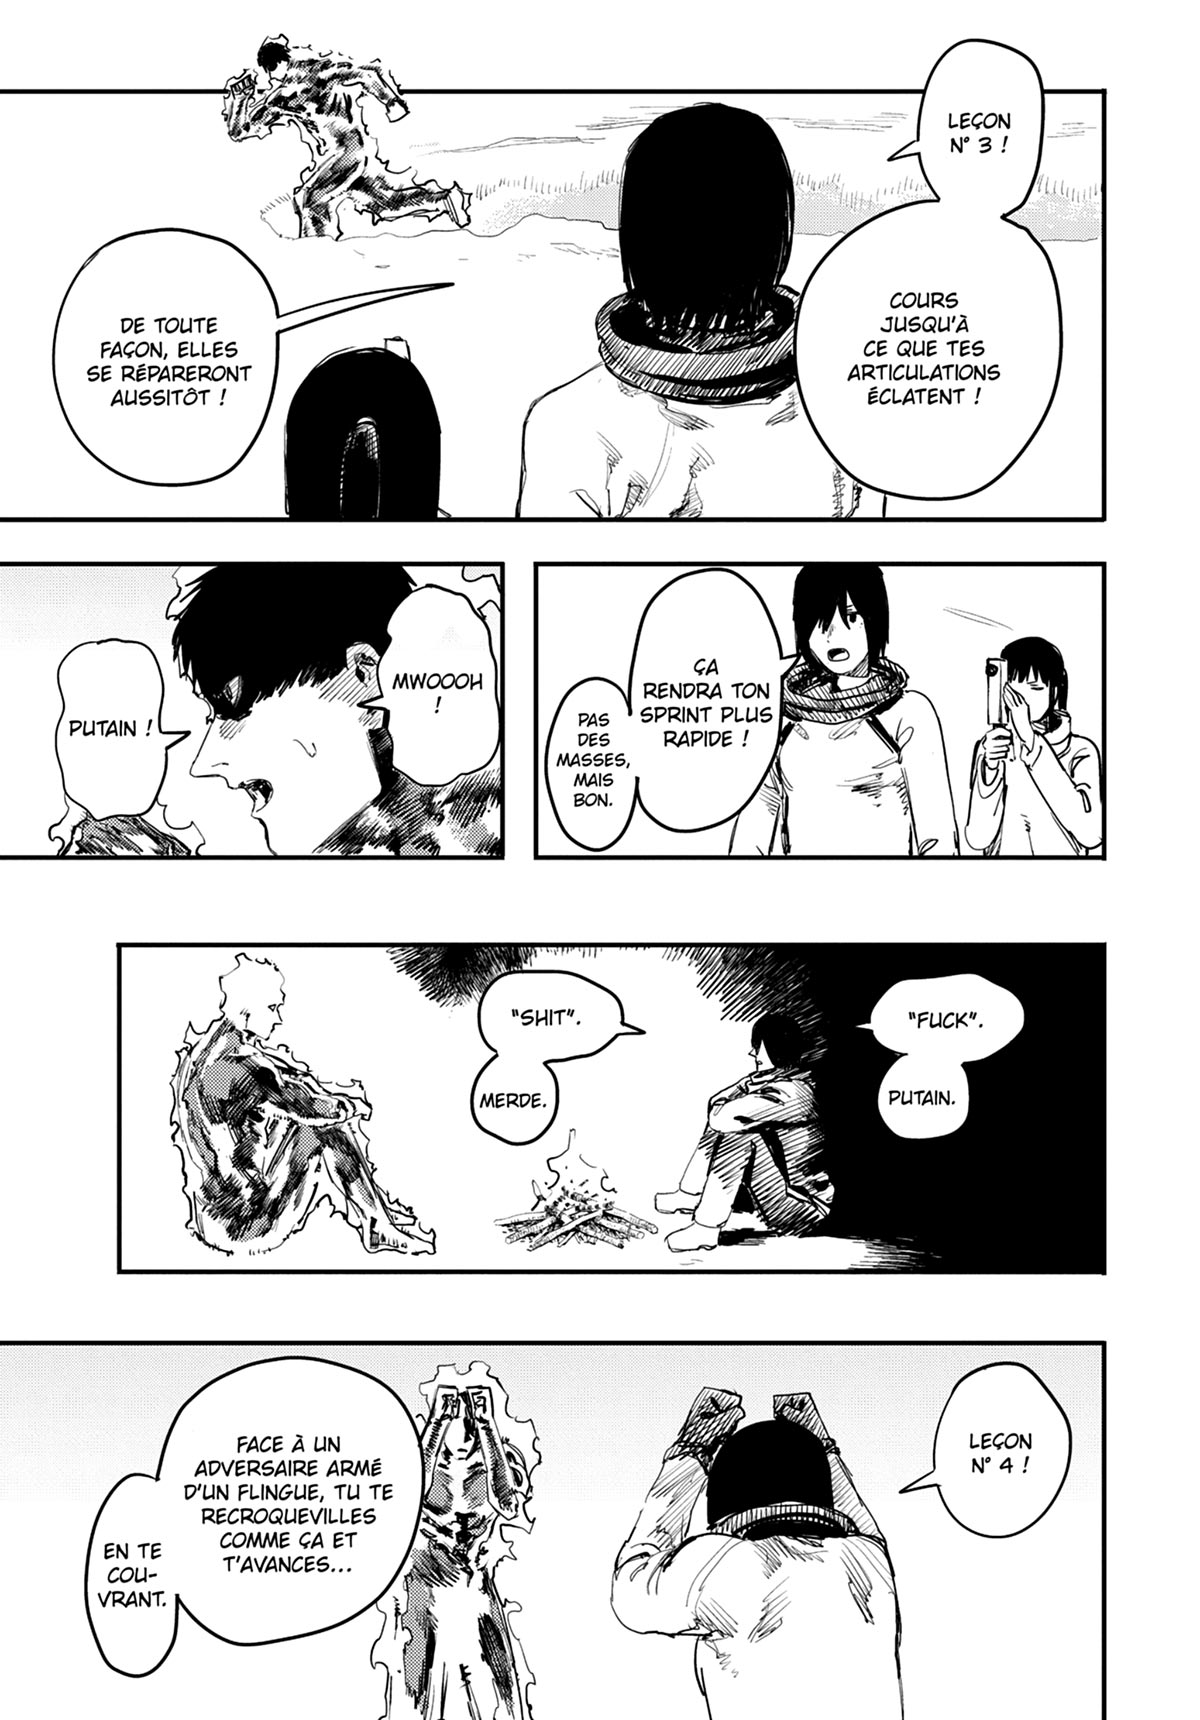 LEÇON
N° 3 !
COURS
JUSQU'À
CE QUE TES
ARTICULATIONS
ÉCLATENT !
DE TOUTE
FAÇON, ELLES
SE RÉPARERONT
AUSSITÔT !
ÇA
RENDRA TON
SPRINT PLUS
RAPIDE !
PAS
DES
MASSES,
MAIS
BON.
MWOOOH
!
PUTAIN !
"FUCK".
PUTAIN.
"SHIT".
MERDE.
LEÇON
N° 4 !
FACE À UN
ADVERSAIRE ARMÉ
D'UN FLINGUE, TU TE
RECROQUEVILLES
COMME ÇA ET
T'AVANCES...
EN TE
COU-
VRANT.